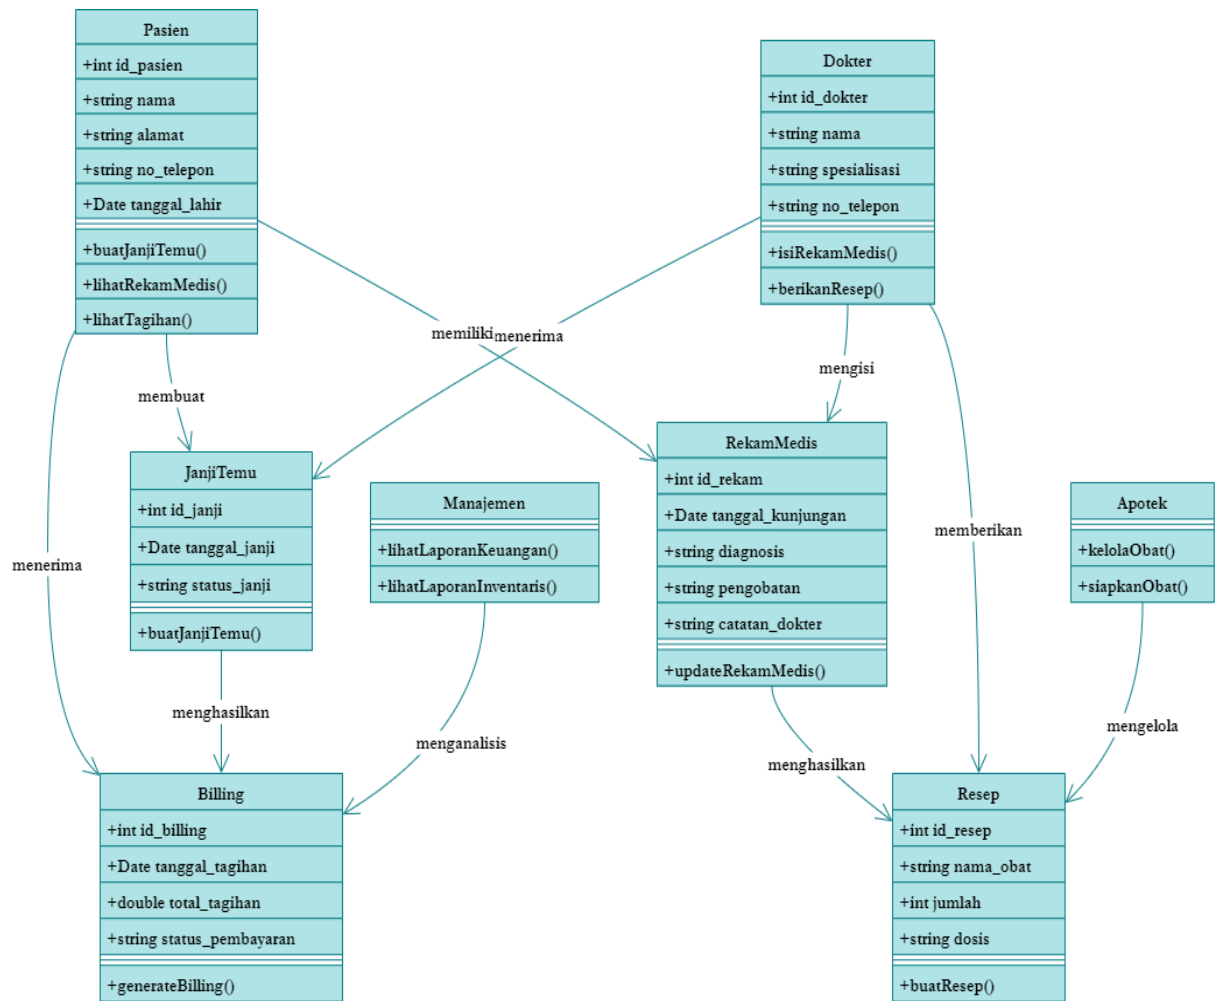 Pasien
+int id_pasien
+string nama
+string alamat
+string no_telepon
+Date tanggal_lahir
+buatJanjiTemu()
+lihatRekamMedis()
+lihatTagihan()
Dokter
+int id_dokter
+string nama
+string spesialisasi
+string no_telepon
+isiRekamMedis()
+berikanResep()
memiliki
menerima
mengisi
membuat
JanjiTemu
+int id_janji
+Date tanggal_janji
+string status_janji
+buatJanjiTemu()
Manajemen
+lihatLaporanKeuangan()
+lihatLaporanInventaris()
RekamMedis
+int id_rekam
+Date tanggal_kunjungan
+string diagnosis
+string pengobatan
+string catatan_dokter
+updateRekamMedis()
Apotek
+kelolaObat()
+siapkanObat()
memberikan
menerima
menghasilkan
menganalisis
menghasilkan
mengelola
Billing
+int id_billing
+Date tanggal_tagihan
+double total_tagihan
+string status_pembayaran
+generateBilling()
Resep
+int id_resep
+string nama_obat
+int jumlah
+string dosis
+buatResep()